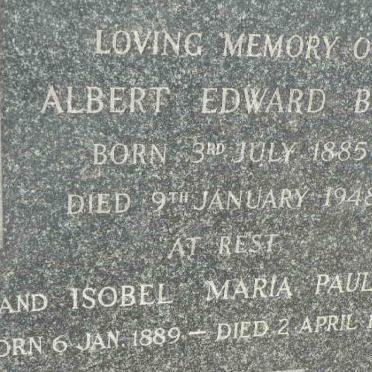 LOVING MEMORY O
ALBERT EDWARD B
BORN 3RD JULY 1885
DIED 9TH JANUARY 1948
AT REST
AND ISOBEL MARIA PAUL
ORN 6 JAN 1889 – DIED 2 APRIL 1